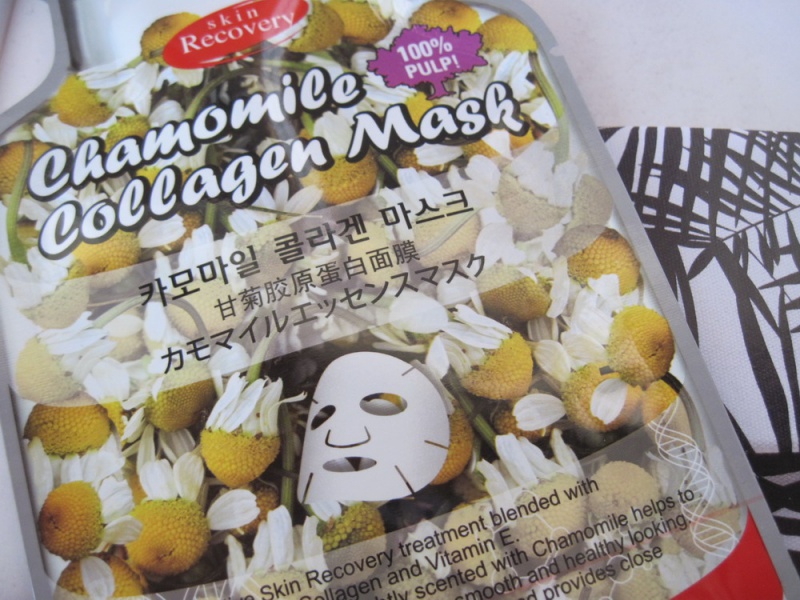 skin
Recovery
100%
PULP!
Chamomile
Collagen Mask
카모마일 콜라겐 마스크
甘菊胶原蛋白面膜
カモマイルエッセンスマスク
Skin Recovery treatment blended with
Collagen and Vitamin E.
scented with Chamomile helps to
smooth and healthy looking.
and provides close